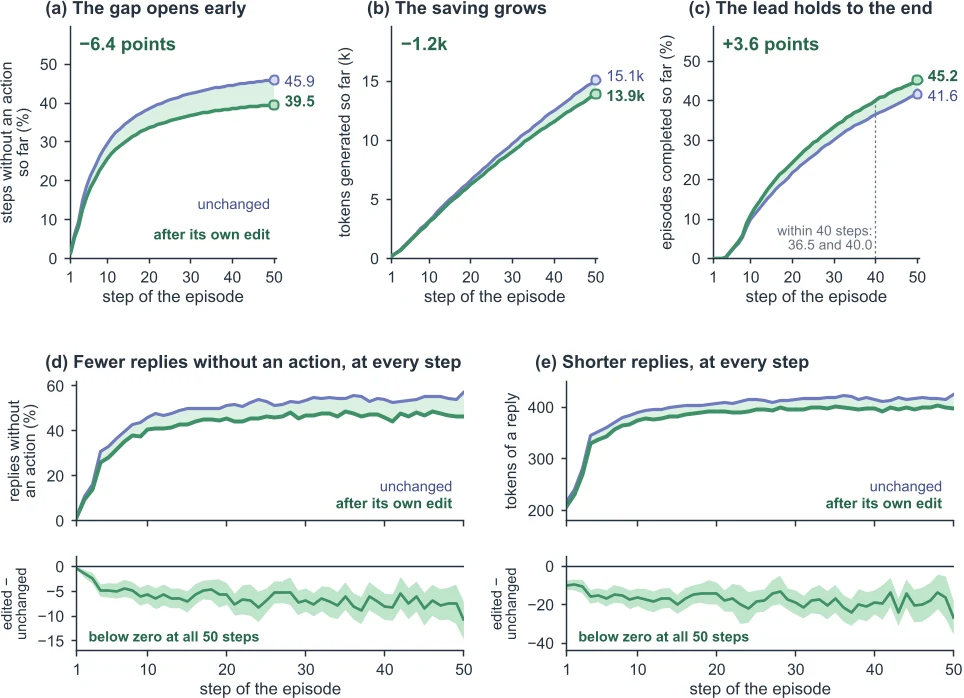 (a) The gap opens early
−6.4 points
steps without an action
so far (%)
50
40
30
20
10
0
45.9
39.5
unchanged
after its own edit
1
10
20
30
40
50
step of the episode
(b) The saving grows
−1.2k
tokens generated so far (k)
15
10
5
0
15.1k
13.9k
1
10
20
30
40
50
step of the episode
(c) The lead holds to the end
+3.6 points
episodes completed so far (%)
50
40
30
20
10
0
45.2
41.6
within 40 steps:
36.5 and 40.0
1
10
20
30
40
50
step of the episode
(d) Fewer replies without an action, at every step
replies without
an action (%)
60
40
20
0
unchanged
after its own edit
edited −
unchanged
0
−5
−10
−15
below zero at all 50 steps
1
10
20
30
40
50
step of the episode
(e) Shorter replies, at every step
tokens of a reply
400
300
200
unchanged
after its own edit
edited −
unchanged
0
−20
−40
below zero at all 50 steps
1
10
20
30
40
50
step of the episode